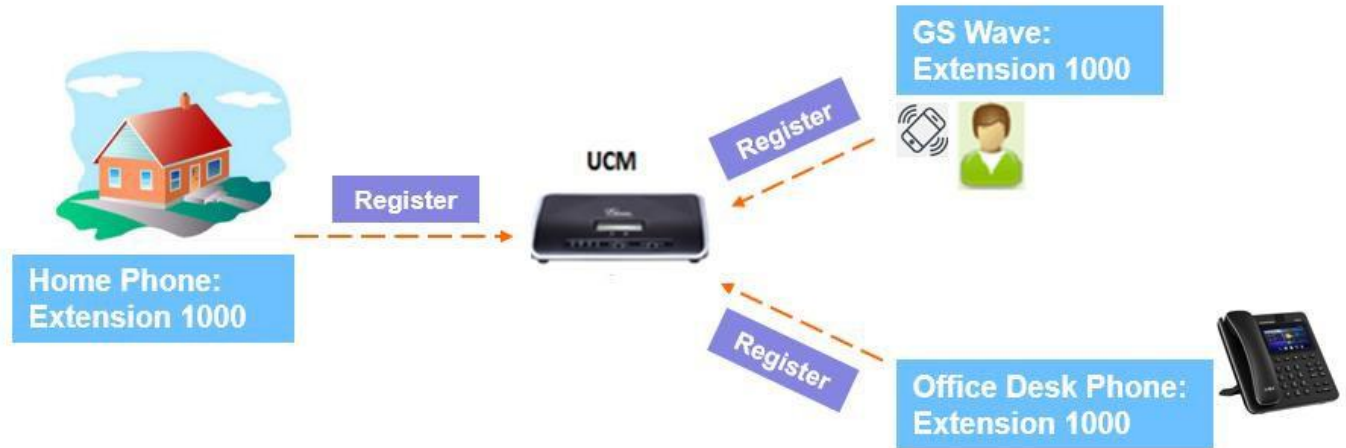 GS Wave:
Extension 1000
Register
UCM
Register
Home Phone:
Extension 1000
Register
Office Desk Phone:
Extension 1000